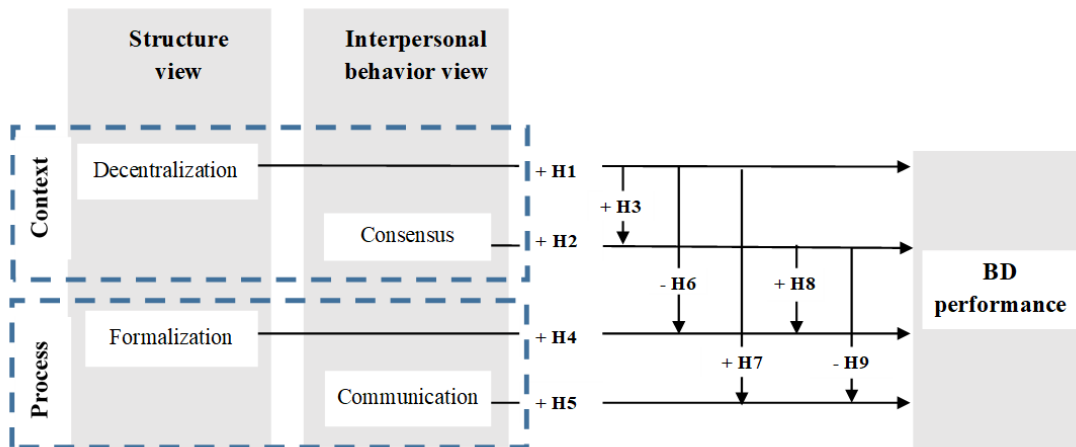 Structure
view
Interpersonal
behavior view
Context
Decentralization
+ H1
+ H3
Consensus
+ H2
- H6
+ H8
BD
performance
Process
Formalization
+ H4
+ H7
- H9
Communication
+ H5